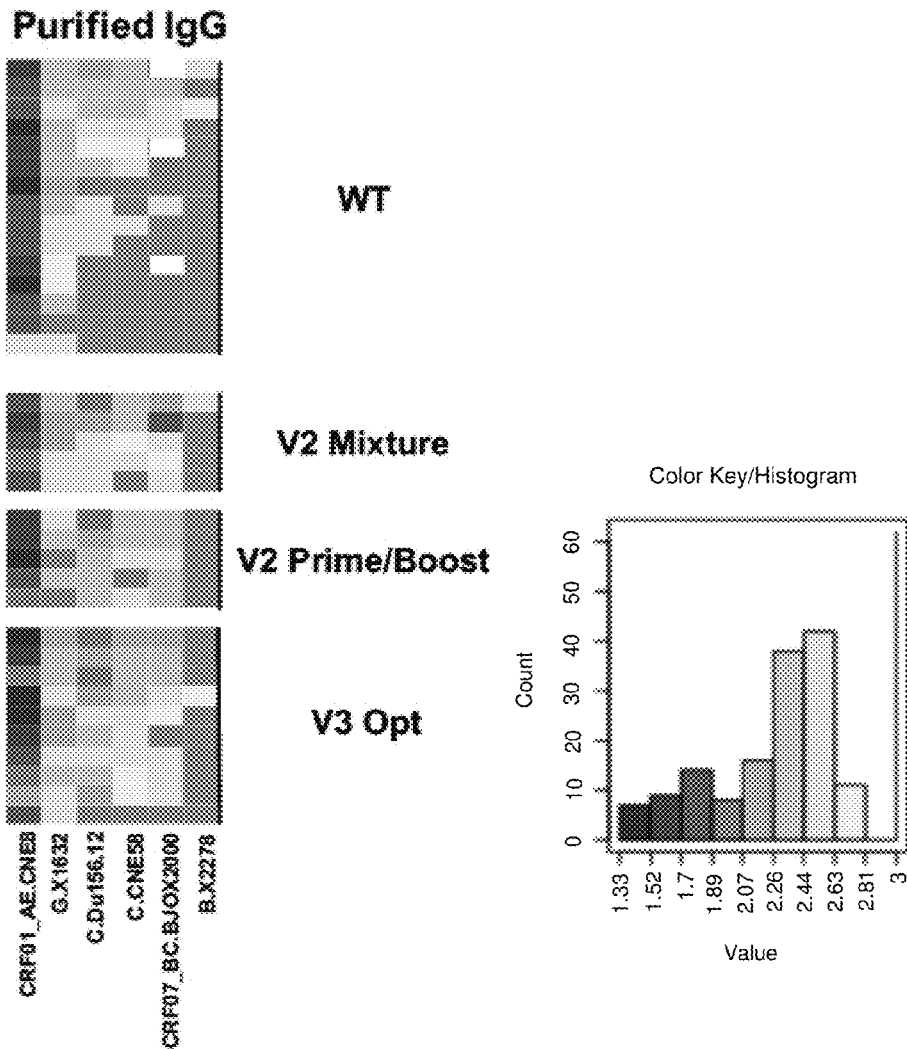 Purified IgG
WT
V2 Mixture
V2 Prime/Boost
V3 Opt
CRF01_AE.CNE8
G.X1632
C.Du156.12
C.CNE58
CRF07_BC.BJOX2000
B.X2278
Color Key/Histogram
Count
60
50
40
30
20
10
0
1.33
1.52
1.7
1.89
2.07
2.26
2.44
2.63
2.81
3
Value